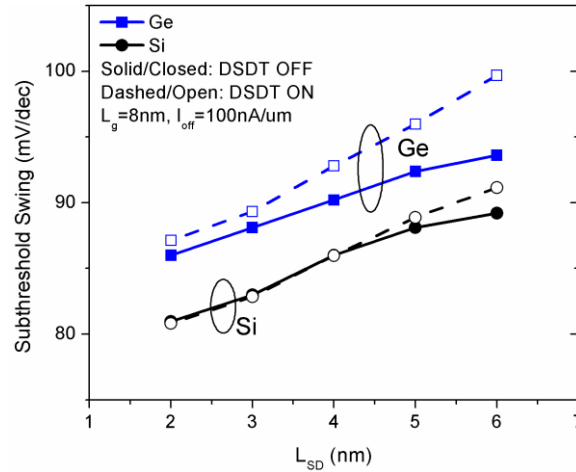 Ge
Si
Solid/Closed: DSDT OFF
Dashed/Open: DSDT ON
Lg=8nm, Ioff=100nA/um
Ge
Si
Subthreshold Swing (mV/dec)
100
90
80
1 2 3 4 5 6 7
LSD (nm)